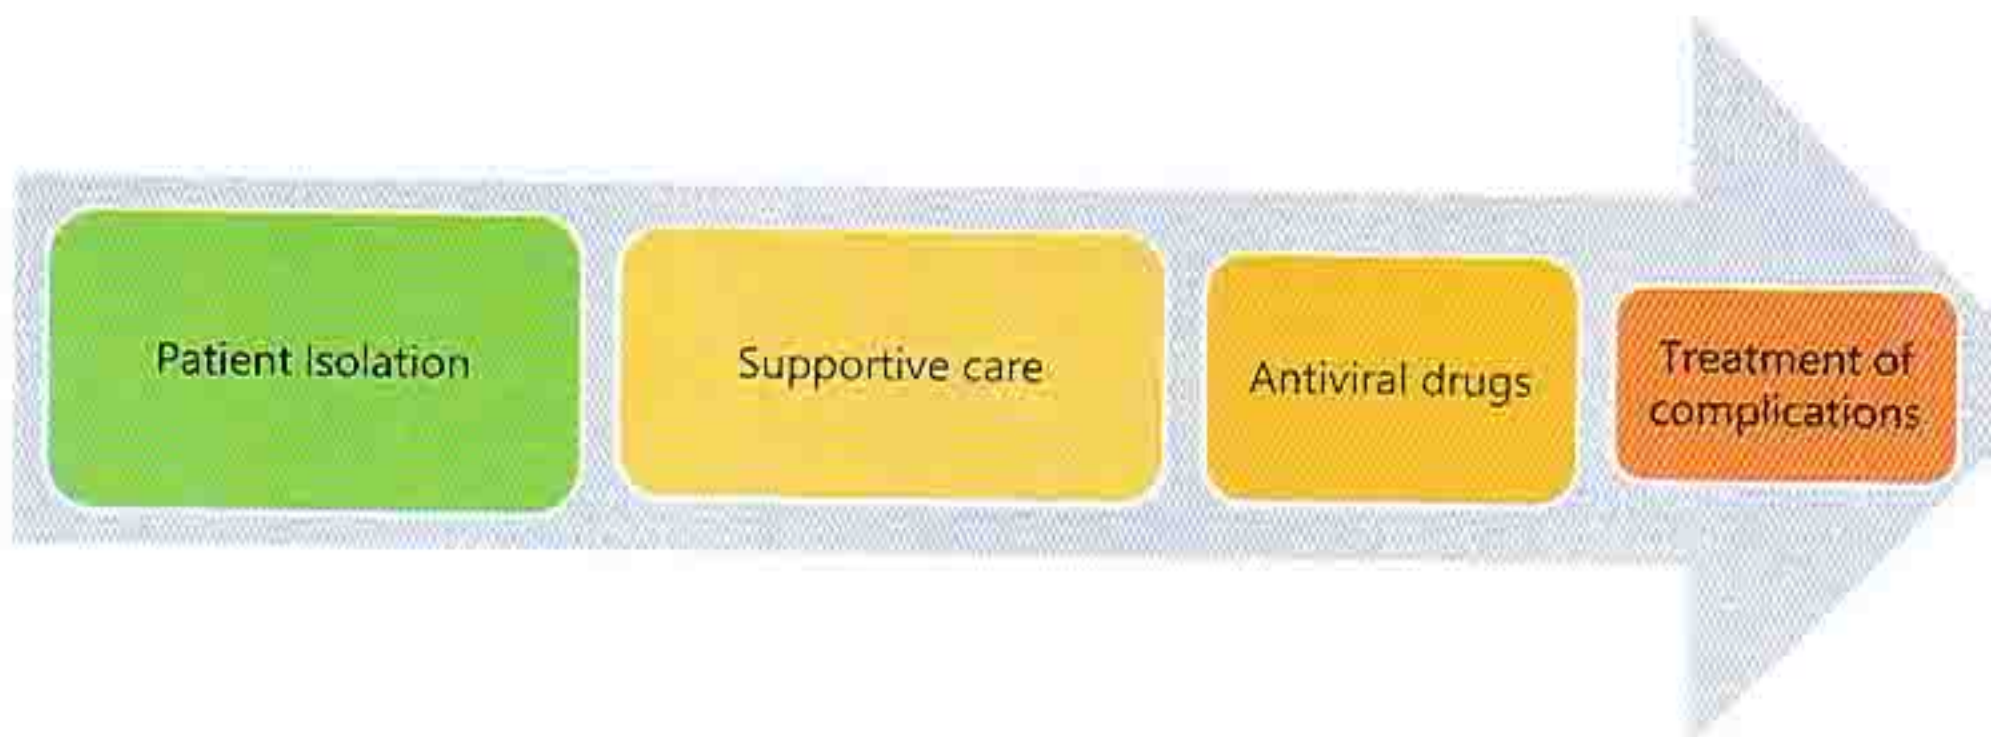 Patient Isolation
Supportive care
Antiviral drugs
Treatment of
complications